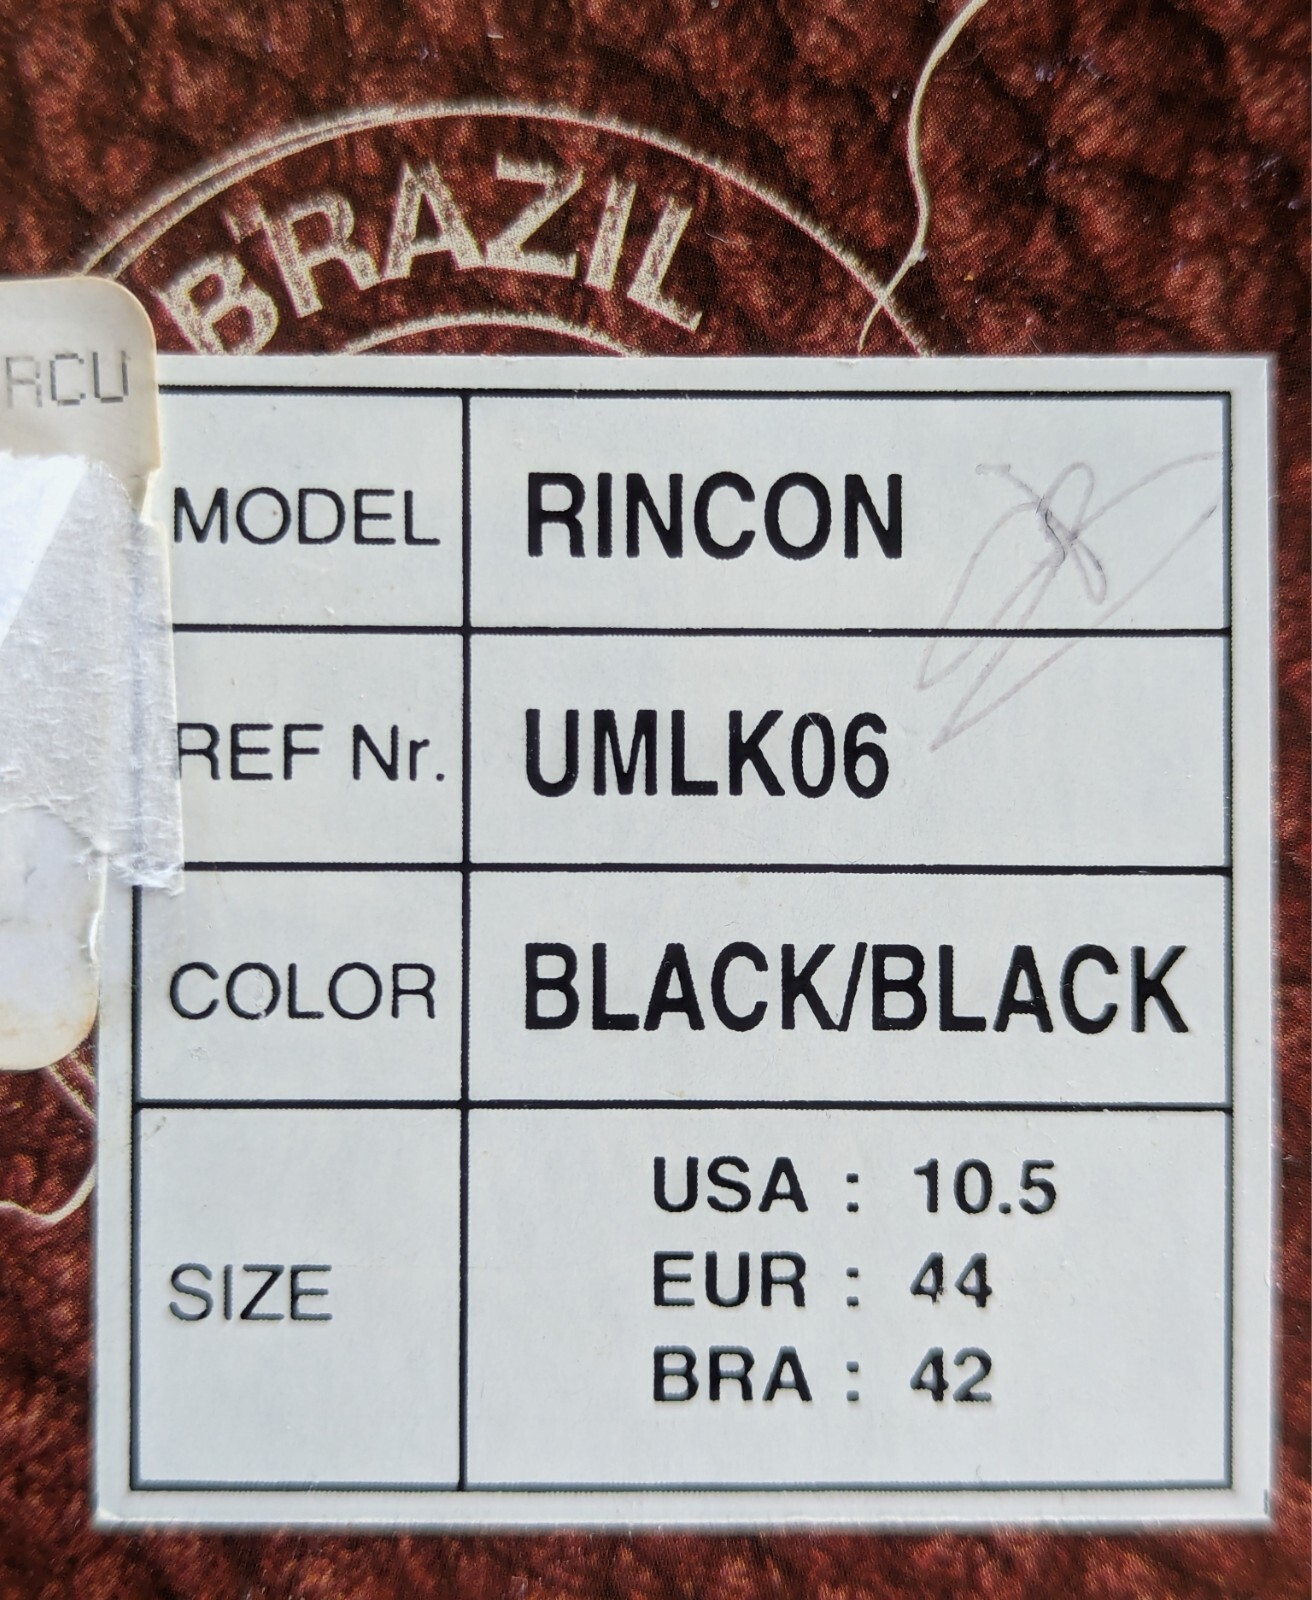 BRAZIL
RCU
MODEL RINCON
REF Nr. UMLK06
COLOR BLACK/BLACK
SIZE
USA : 10.5
EUR : 44
BRA : 42